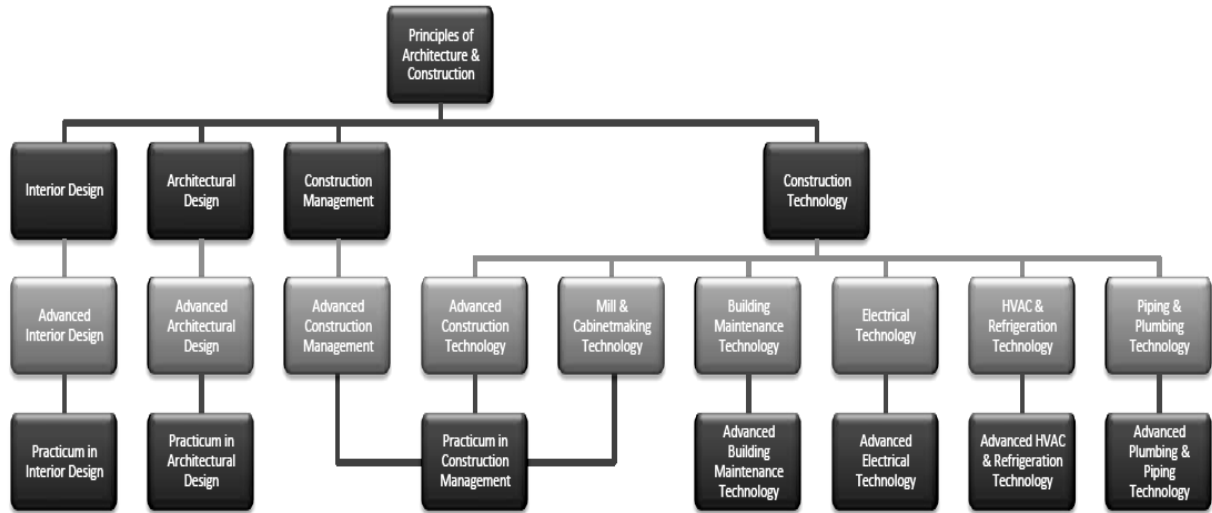 Principles of
Architecture &
Construction
Interior Design
Architectural
Design
Construction
Management
Construction
Technology
Advanced
Interior Design
Advanced
Architectural
Design
Advanced
Construction
Management
Advanced
Construction
Technology
Mill &
Cabinetmaking
Technology
Building
Maintenance
Technology
Electrical
Technology
HVAC &
Refrigeration
Technology
Piping &
Plumbing
Technology
Practicum in
Interior Design
Practicum in
Architectural
Design
Practicum in
Construction
Management
Advanced
Building
Maintenance
Technology
Advanced
Electrical
Technology
Advanced HVAC
& Refrigeration
Technology
Advanced
Plumbing &
Piping
Technology